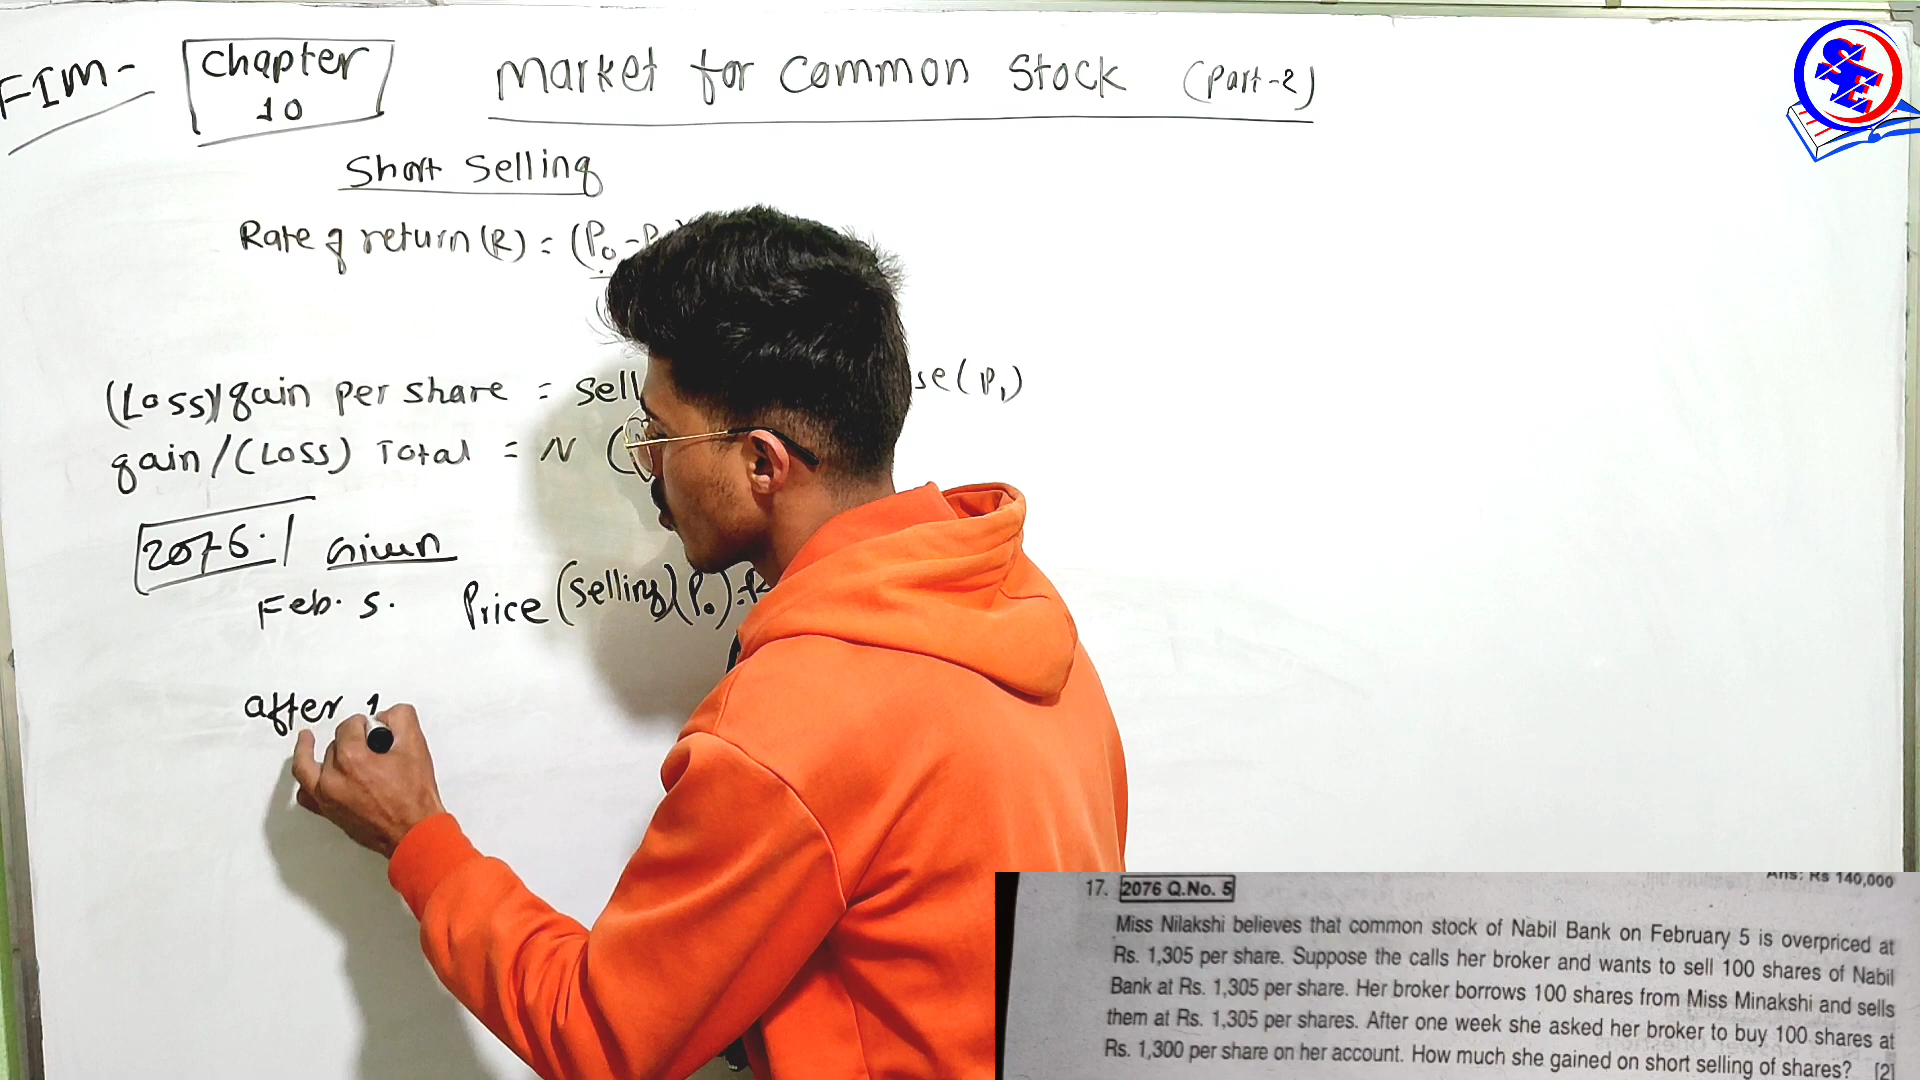 FIM-
Chapter
10
Market for Common Stock (Part-2)
Short Selling
Rate of return (R) = (P₀-P
(Loss)/gain per share = Sell
se (P₁)
gain/(Loss) Total = N (
2076. Given
Feb. 5. Price (selling) (P₀) =
after 1
Ans: Rs 140,000
17. 2076 Q.No. 5
Miss Nilakshi believes that common stock of Nabil Bank on February 5 is overpriced at
Rs. 1,305 per share. Suppose the calls her broker and wants to sell 100 shares of Nabil
Bank at Rs. 1,305 per share. Her broker borrows 100 shares from Miss Minakshi and sells
them at Rs. 1,305 per shares. After one week she asked her broker to buy 100 shares at
Rs. 1,300 per share on her account. How much she gained on short selling of shares? [2]